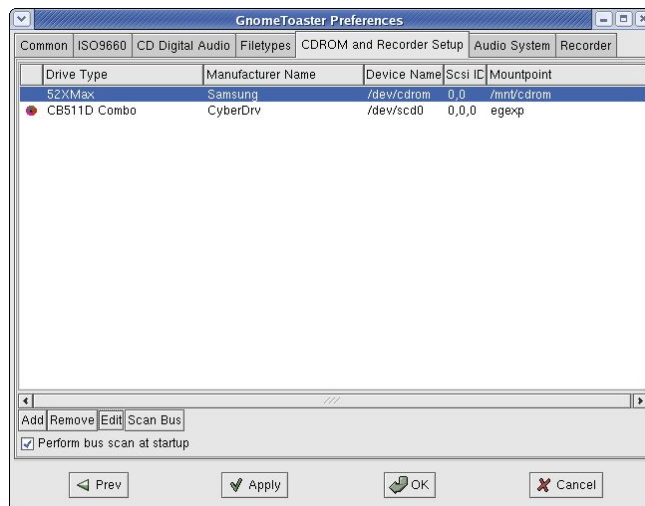 GnomeToaster Preferences
Common ISO9660 CD Digital Audio Filetypes CDROM and Recorder Setup Audio System Recorder
Drive Type Manufacturer Name Device Name Scsi ID Mountpoint
52XMax Samsung /dev/cdrom 0,0 /mnt/cdrom
CB511D Combo CyberDrv /dev/scd0 0,0,0 egexp
Add Remove Edit Scan Bus
Perform bus scan at startup
Prev Apply OK Cancel